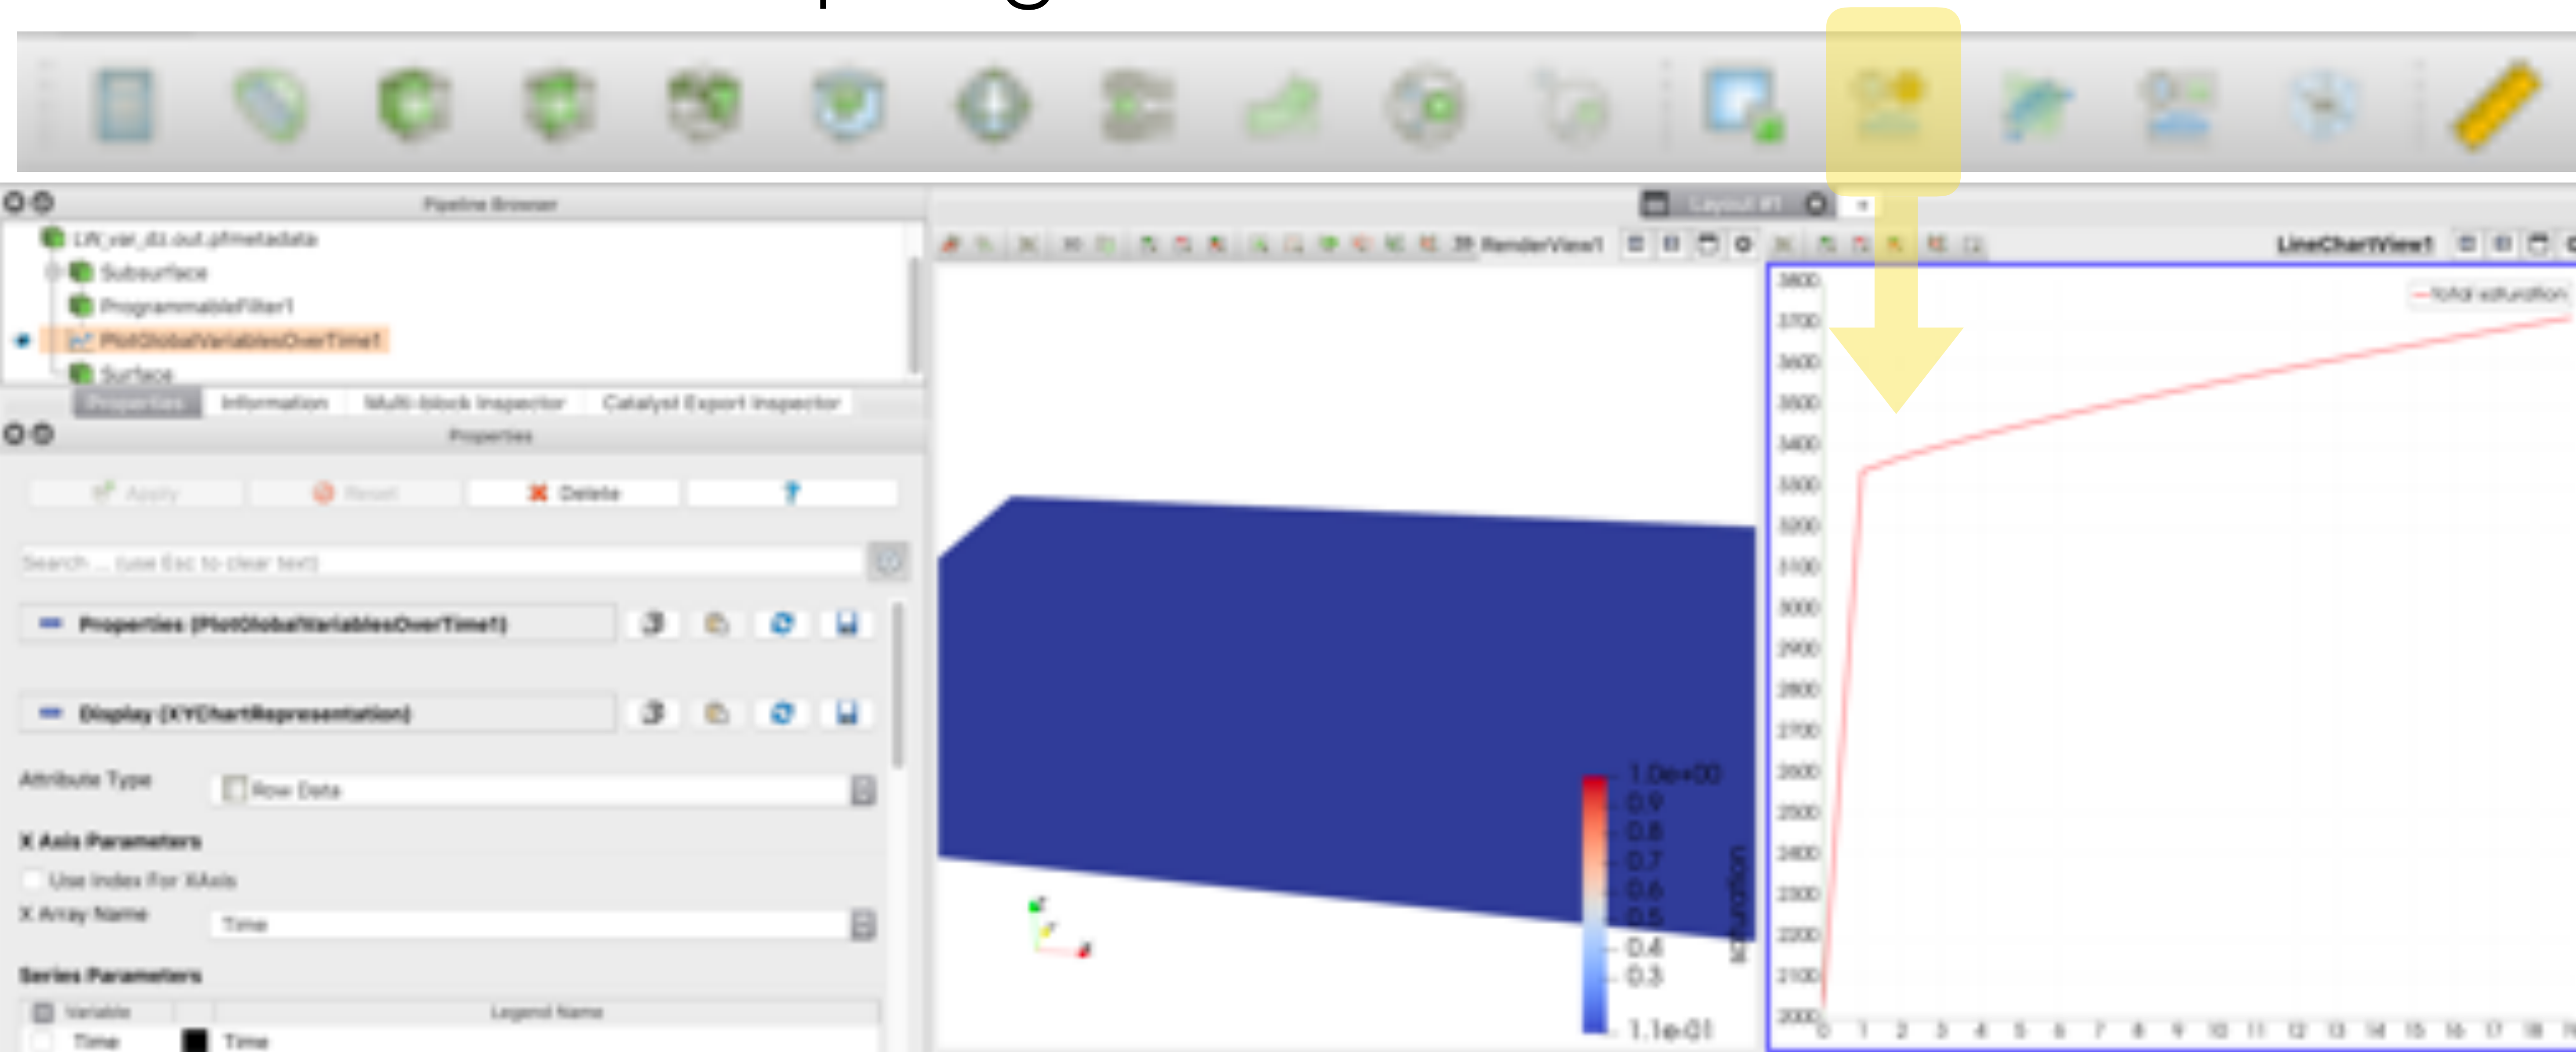 Pipeline Browser
Layout #1
LW_var_dz.out.pfmetadata
Subsurface
ProgrammableFilter1
PlotGlobalVariablesOverTime1
Surface
3D RenderView1
LineChartView1
Properties Information Multi-block Inspector Catalyst Export Inspector
Properties
Apply Reset Delete ?
Search ... (use Esc to clear text)
Properties (PlotGlobalVariablesOverTime1)
Display (XYChartRepresentation)
Attribute Type Row Data
X Axis Parameters
Use Index For XAxis
X Array Name Time
Series Parameters
Variable Legend Name
Time Time
Z
Y
X
1.0e+00
0.9
0.8
0.7
0.6
0.5
0.4
0.3
1.1e-01
saturation
total saturation
3800
3700
3600
3500
3400
3300
3200
3100
3000
2900
2800
2700
2600
2500
2400
2300
2200
2100
2000
0 1 2 3 4 5 6 7 8 9 10 11 12 13 14 15 16 17 18